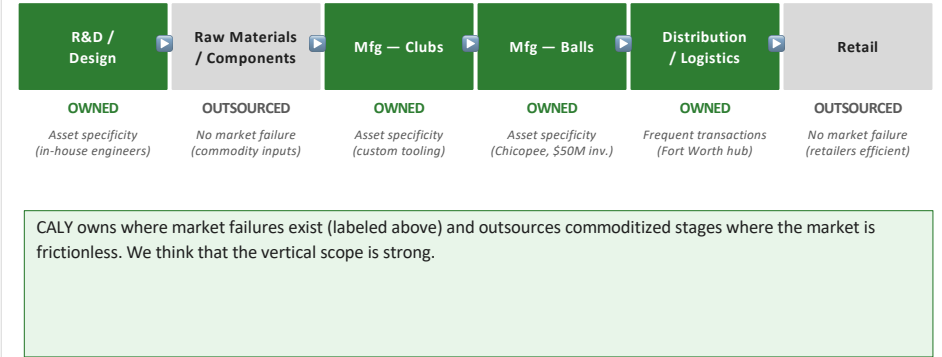 R&D /
Design
Raw Materials
/ Components
Mfg — Clubs
Mfg — Balls
Distribution
/ Logistics
Retail
OWNED
OUTSOURCED
OWNED
OWNED
OWNED
OUTSOURCED
Asset specificity
(in-house engineers)
No market failure
(commodity inputs)
Asset specificity
(custom tooling)
Asset specificity
(Chicopee, $50M inv.)
Frequent transactions
(Fort Worth hub)
No market failure
(retailers efficient)
CALY owns where market failures exist (labeled above) and outsources commoditized stages where the market is
frictionless. We think that the vertical scope is strong.